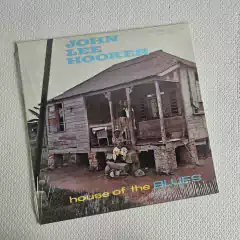 JOHN
LEE
HOOKER
house of the BLUES